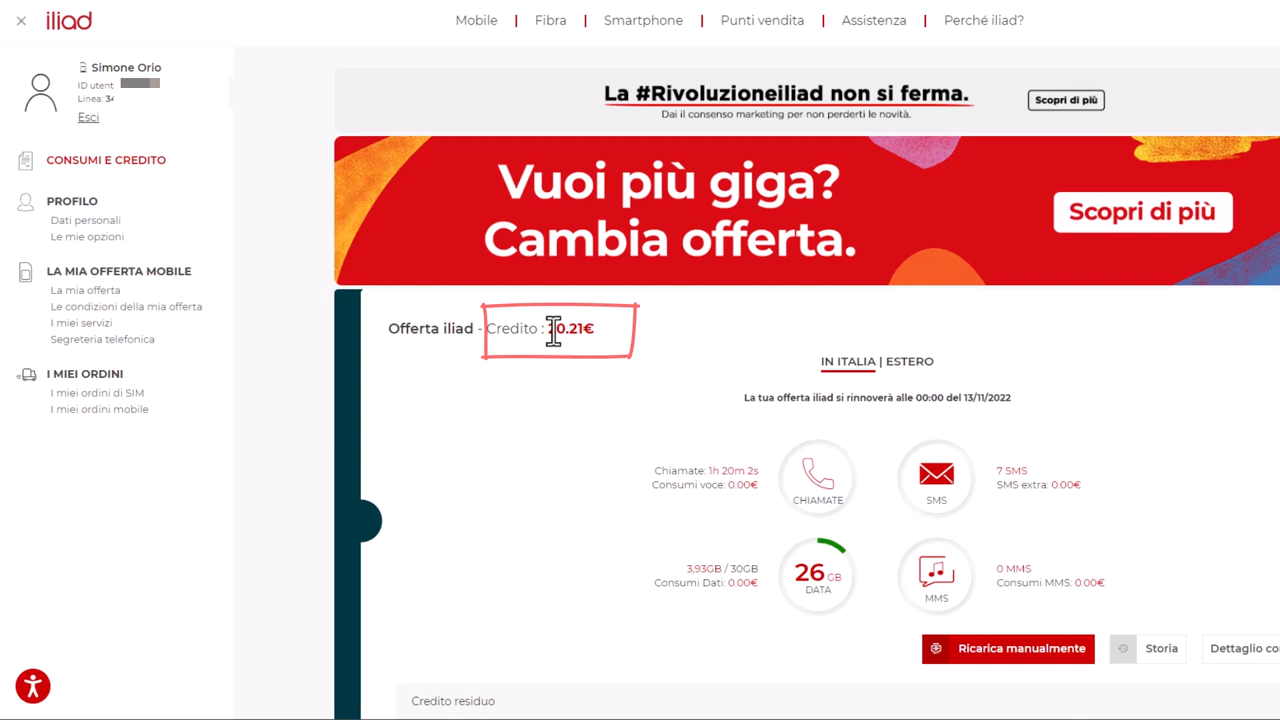 iliad
Mobile | Fibra | Smartphone | Punti vendita | Assistenza | Perché iliad?
Simone Orio
ID utent
Linea: 34
Esci
CONSUMI E CREDITO
PROFILO
Dati personali
Le mie opzioni
LA MIA OFFERTA MOBILE
La mia offerta
Le condizioni della mia offerta
I miei servizi
Segreteria telefonica
I MIEI ORDINI
I miei ordini di SIM
I miei ordini mobile
La #Rivoluzioneiliad non si ferma.
Dai il consenso marketing per non perderti le novità.
Scopri di più
Vuoi più giga?
Cambia offerta.
Scopri di più
Offerta iliad - Credito : 20.21€
IN ITALIA | ESTERO
La tua offerta iliad si rinnoverà alle 00:00 del 13/11/2022
Chiamate: 1h 20m 2s
Consumi voce: 0.00€
CHIAMATE
SMS
7 SMS
SMS extra: 0.00€
3,93GB / 30GB
Consumi Dati: 0.00€
26 GB
DATA
MMS
0 MMS
Consumi MMS: 0.00€
Ricarica manualmente
Storia
Dettaglio co
Credito residuo